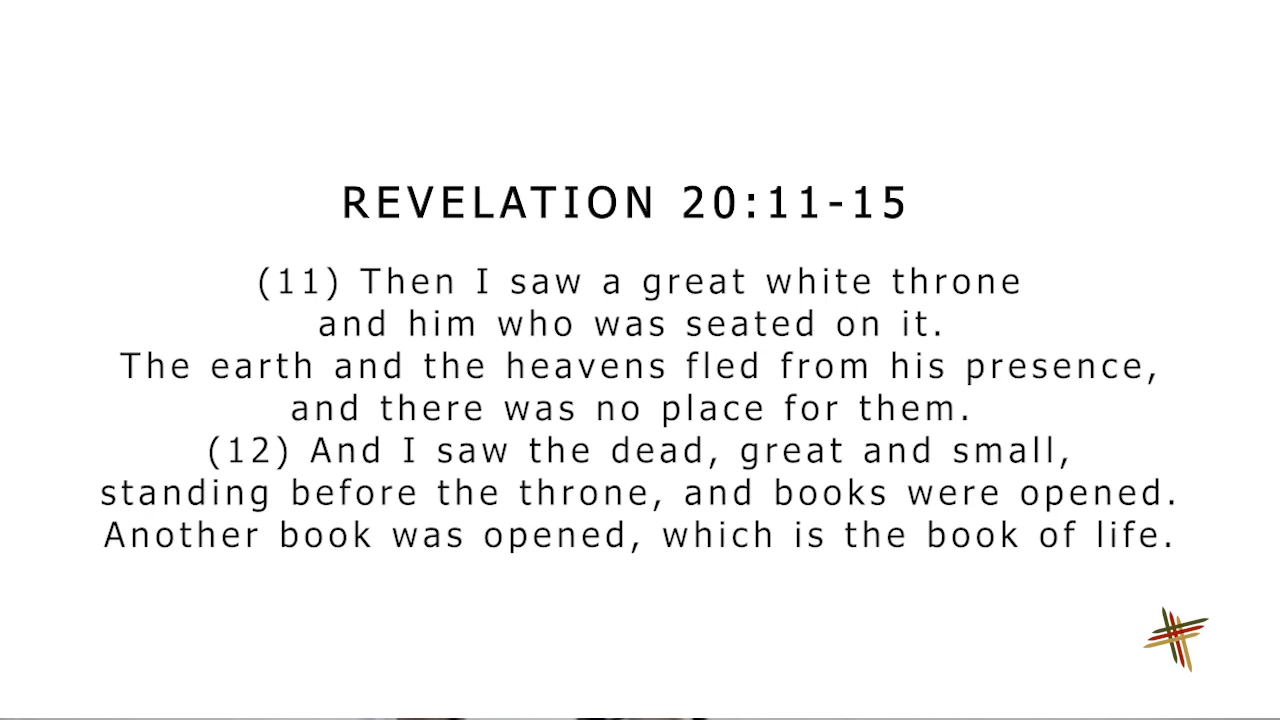 REVELATION 20:11-15
(11) Then I saw a great white throne
and him who was seated on it.
The earth and the heavens fled from his presence,
and there was no place for them.
(12) And I saw the dead, great and small,
standing before the throne, and books were opened.
Another book was opened, which is the book of life.